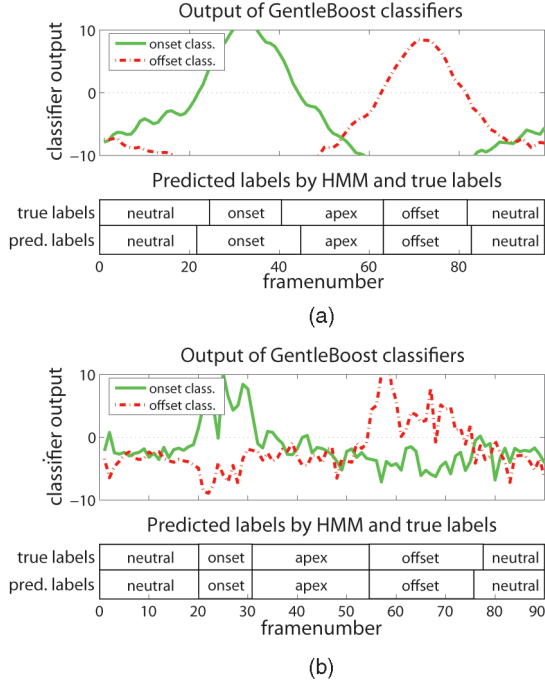 Output of GentleBoost classifiers
10
0
−10
classifier output
onset class.
offset class.
Predicted labels by HMM and true labels
true labels neutral onset apex offset neutral
pred. labels neutral onset apex offset neutral
0 20 40 60 80
framenumber
(a)
Output of GentleBoost classifiers
10
0
−10
classifier output
onset class.
offset class.
Predicted labels by HMM and true labels
true labels neutral onset apex offset neutral
pred. labels neutral onset apex offset neutral
0 10 20 30 40 50 60 70 80 90
framenumber
(b)